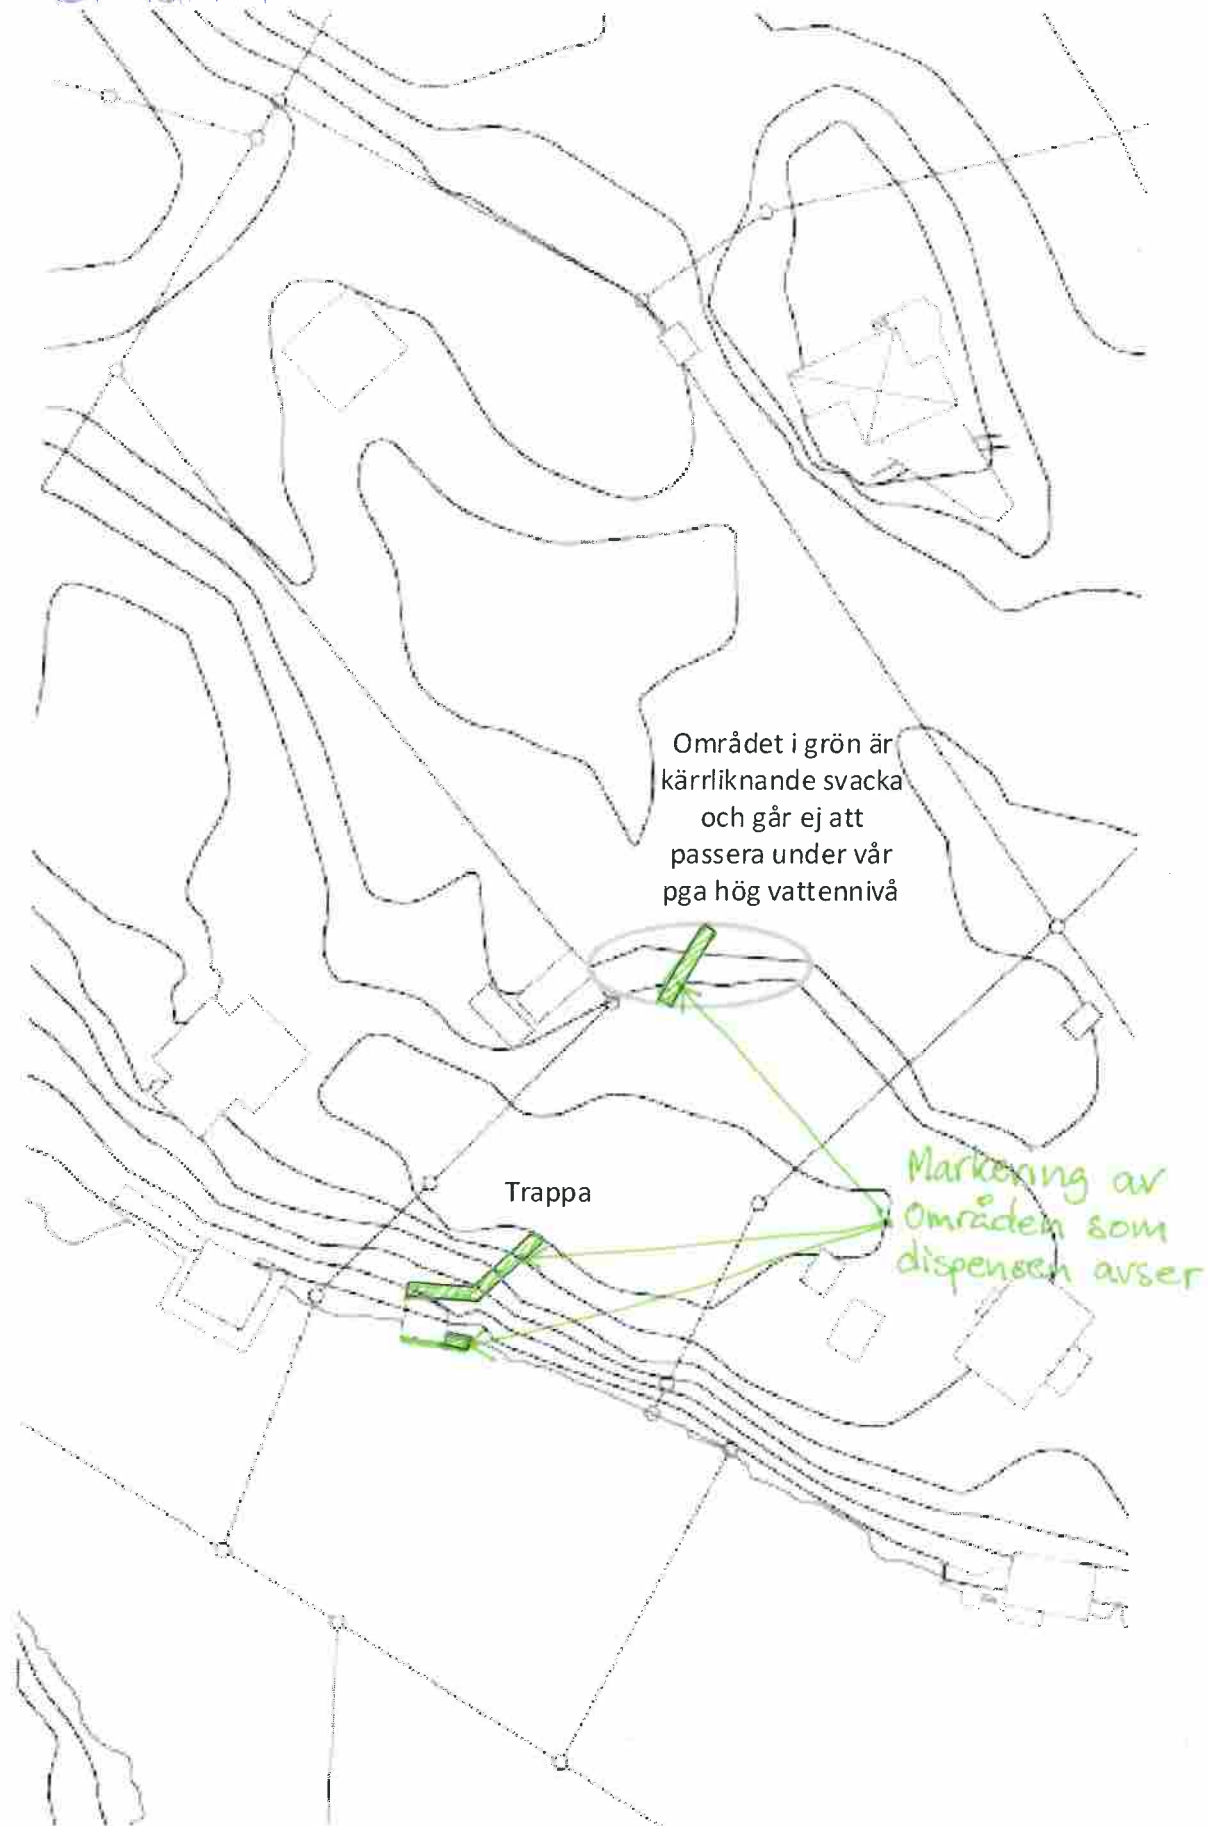 Området i grön är
kärrliknande svacka
och går ej att
passera under vår
pga hög vattennivå
Trappa
Markering av
Områden som
dispensen avser